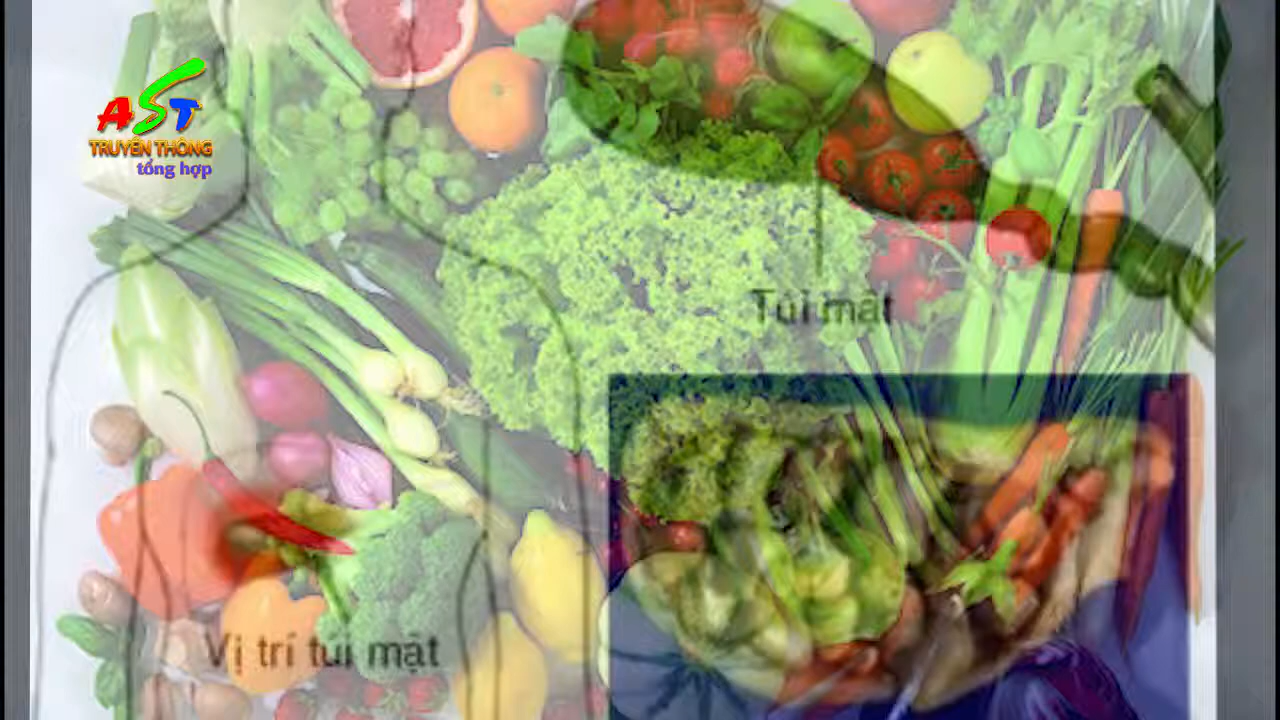 AST
TRUYỀN THÔNG
tổng hợp
Túi mật
Vị trí túi mật